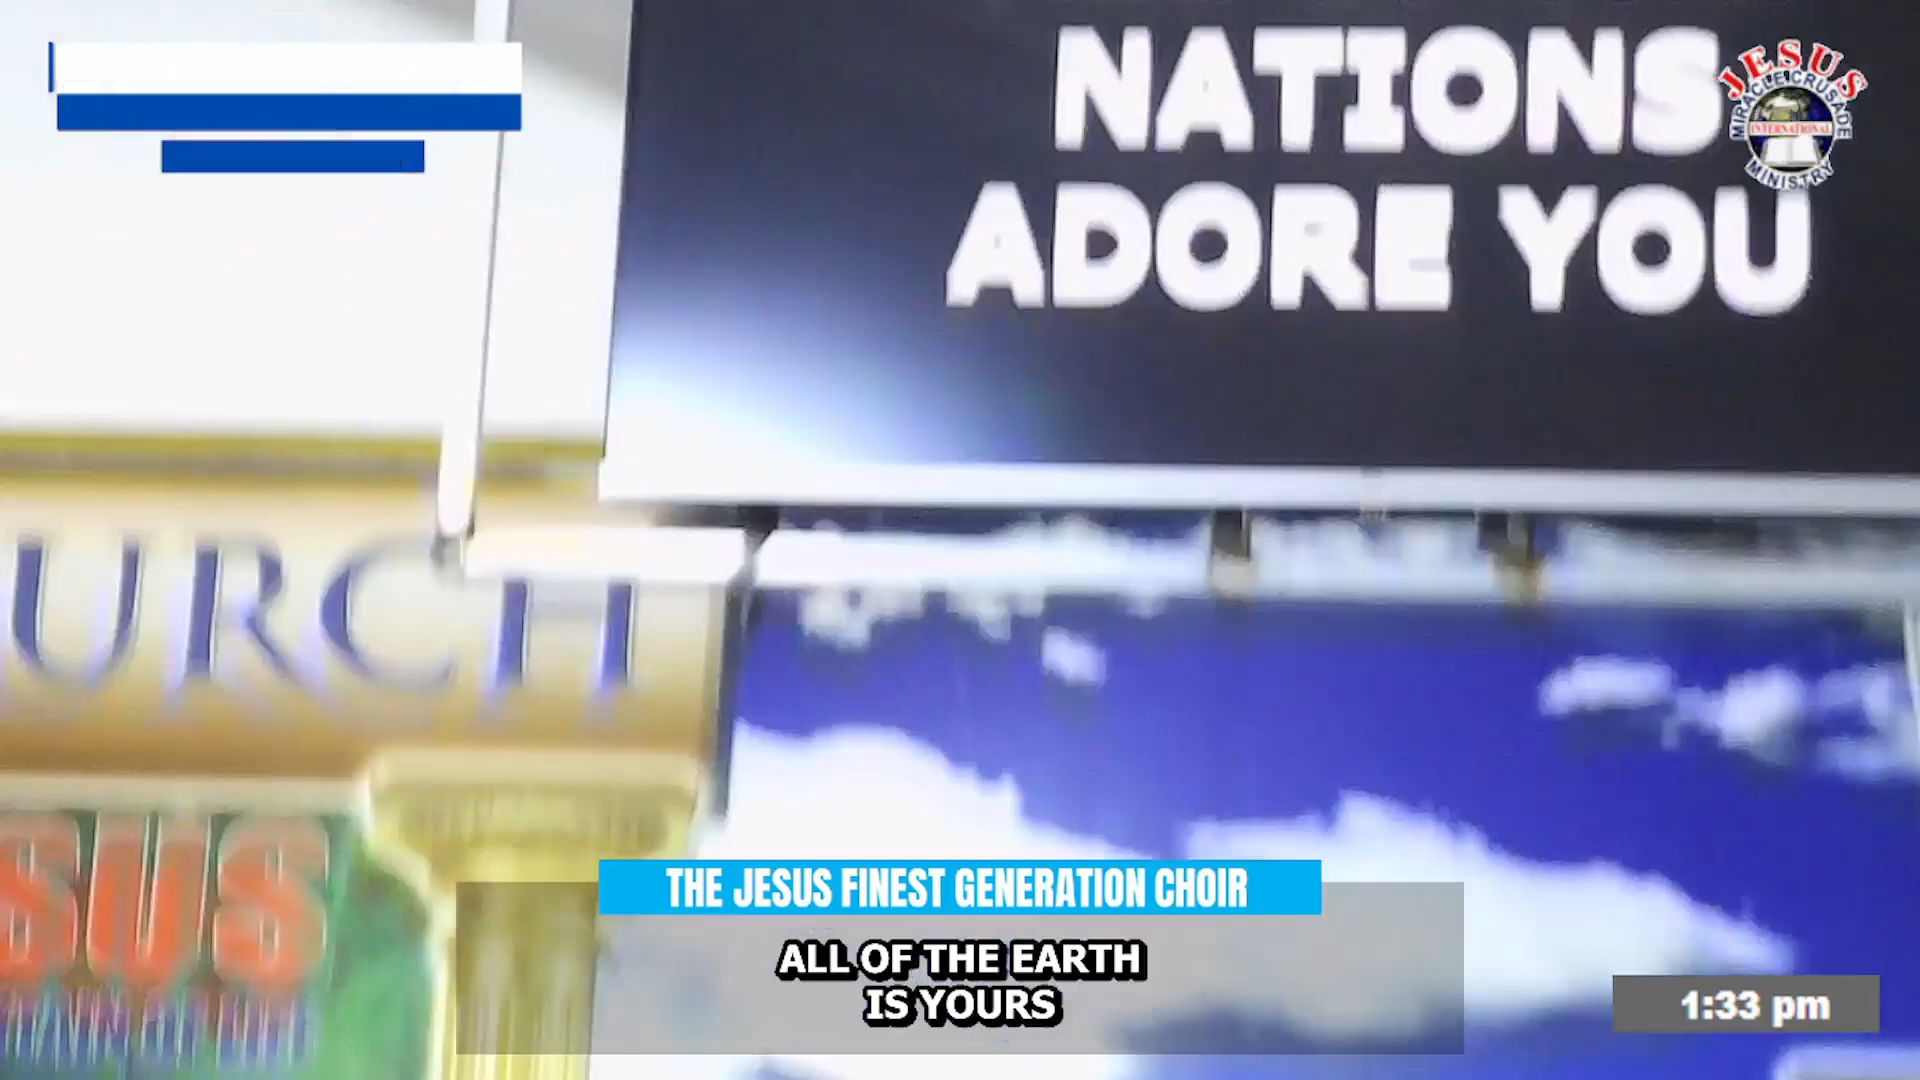 NATIONS
ADORE YOU
JESUS
MIRACLE CRUSADE
INTERNATIONAL
MINISTRY
URCH
SUS
THE JESUS FINEST GENERATION CHOIR
ALL OF THE EARTH
IS YOURS
1:33 pm